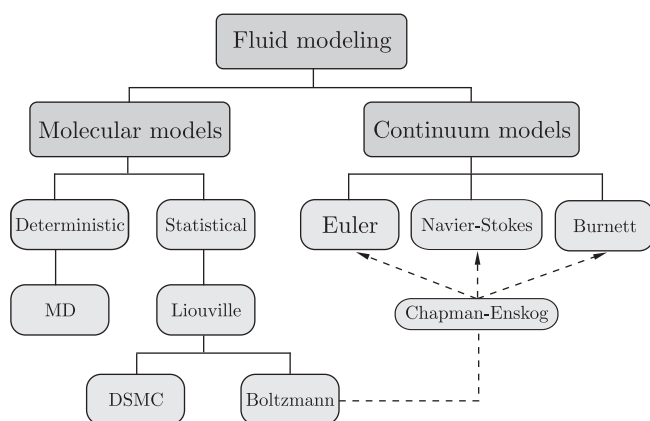 Fluid modeling
Molecular models
Continuum models
Deterministic
Statistical
Euler
Navier-Stokes
Burnett
MD
Liouville
Chapman-Enskog
DSMC
Boltzmann